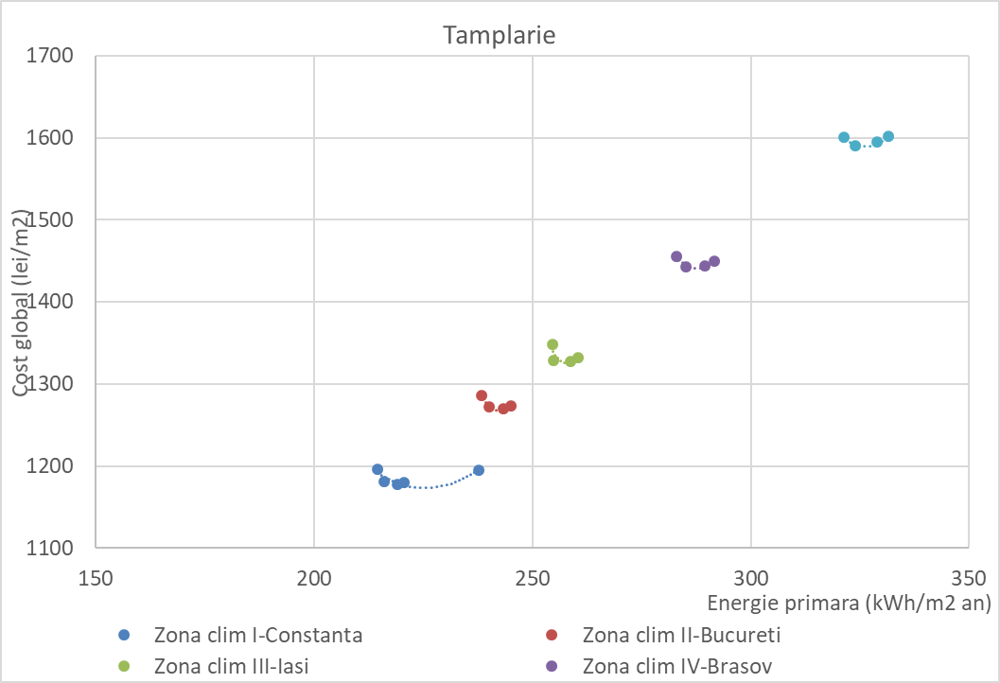 Tamplarie
1700
1600
1500
1400
1300
1200
1100
Cost global (lei/m2)
150 200 250 300 350
Energie primara (kWh/m2 an)
Zona clim I-Constanta Zona clim II-Bucureti
Zona clim III-Iasi Zona clim IV-Brasov